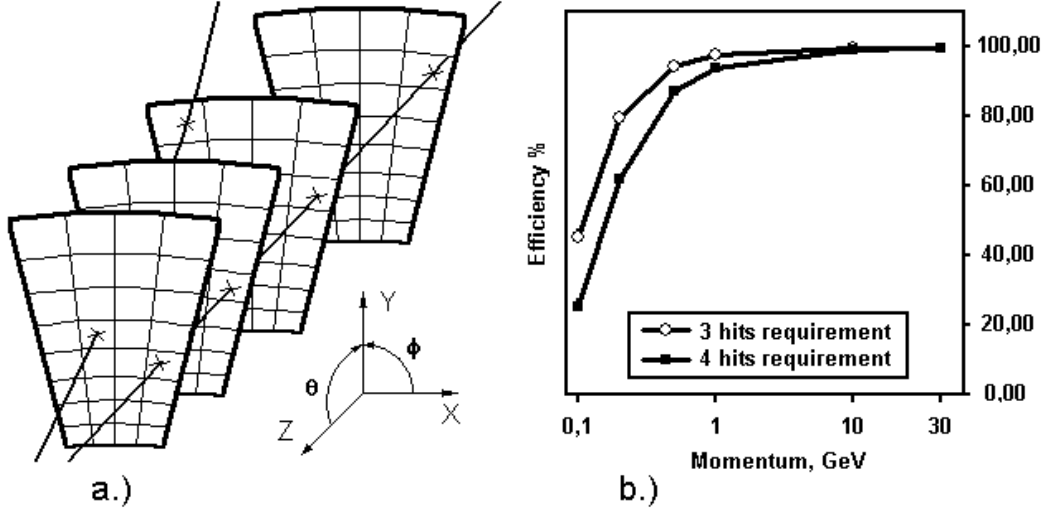 Y
ϕ
θ
X
Z
a.)
100,00
80,00
60,00
40,00
20,00
0,00
Efficiency %
3 hits requirement
4 hits requirement
0,1 1 10 30
Momentum, GeV
b.)